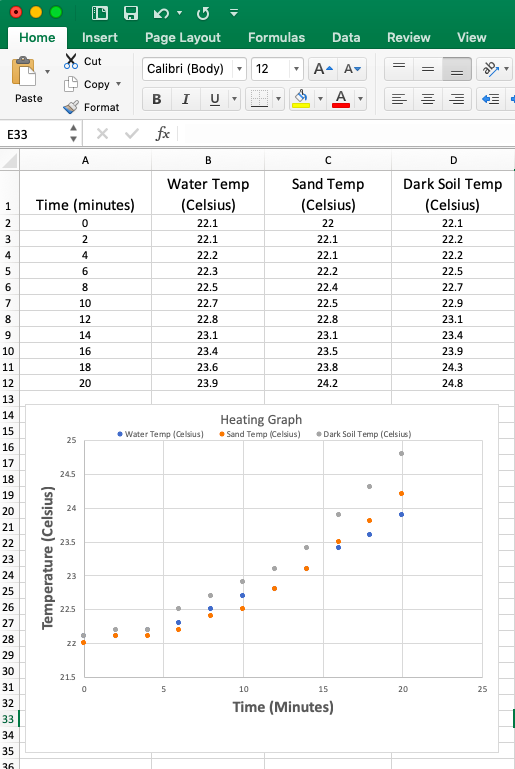 Home Insert Page Layout Formulas Data Review View
Paste
Cut
Copy
Format
Calibri (Body) 12 A A
B I U A
E33 fx
A B C D
1 Time (minutes) Water Temp (Celsius) Sand Temp (Celsius) Dark Soil Temp (Celsius)
2 0 22.1 22 22.1
3 2 22.1 22.1 22.2
4 4 22.2 22.1 22.2
5 6 22.3 22.2 22.5
6 8 22.5 22.4 22.7
7 10 22.7 22.5 22.9
8 12 22.8 22.8 23.1
9 14 23.1 23.1 23.4
10 16 23.4 23.5 23.9
11 18 23.6 23.8 24.3
12 20 23.9 24.2 24.8
13
14
15
16
17
18
19
20
21
22
23
24
25
26
27
28
29
30
31
32
33
34
35
36
Heating Graph
Water Temp (Celsius) Sand Temp (Celsius) Dark Soil Temp (Celsius)
Temperature (Celsius)
25
24.5
24
23.5
23
22.5
22
21.5
0 5 10 15 20 25
Time (Minutes)